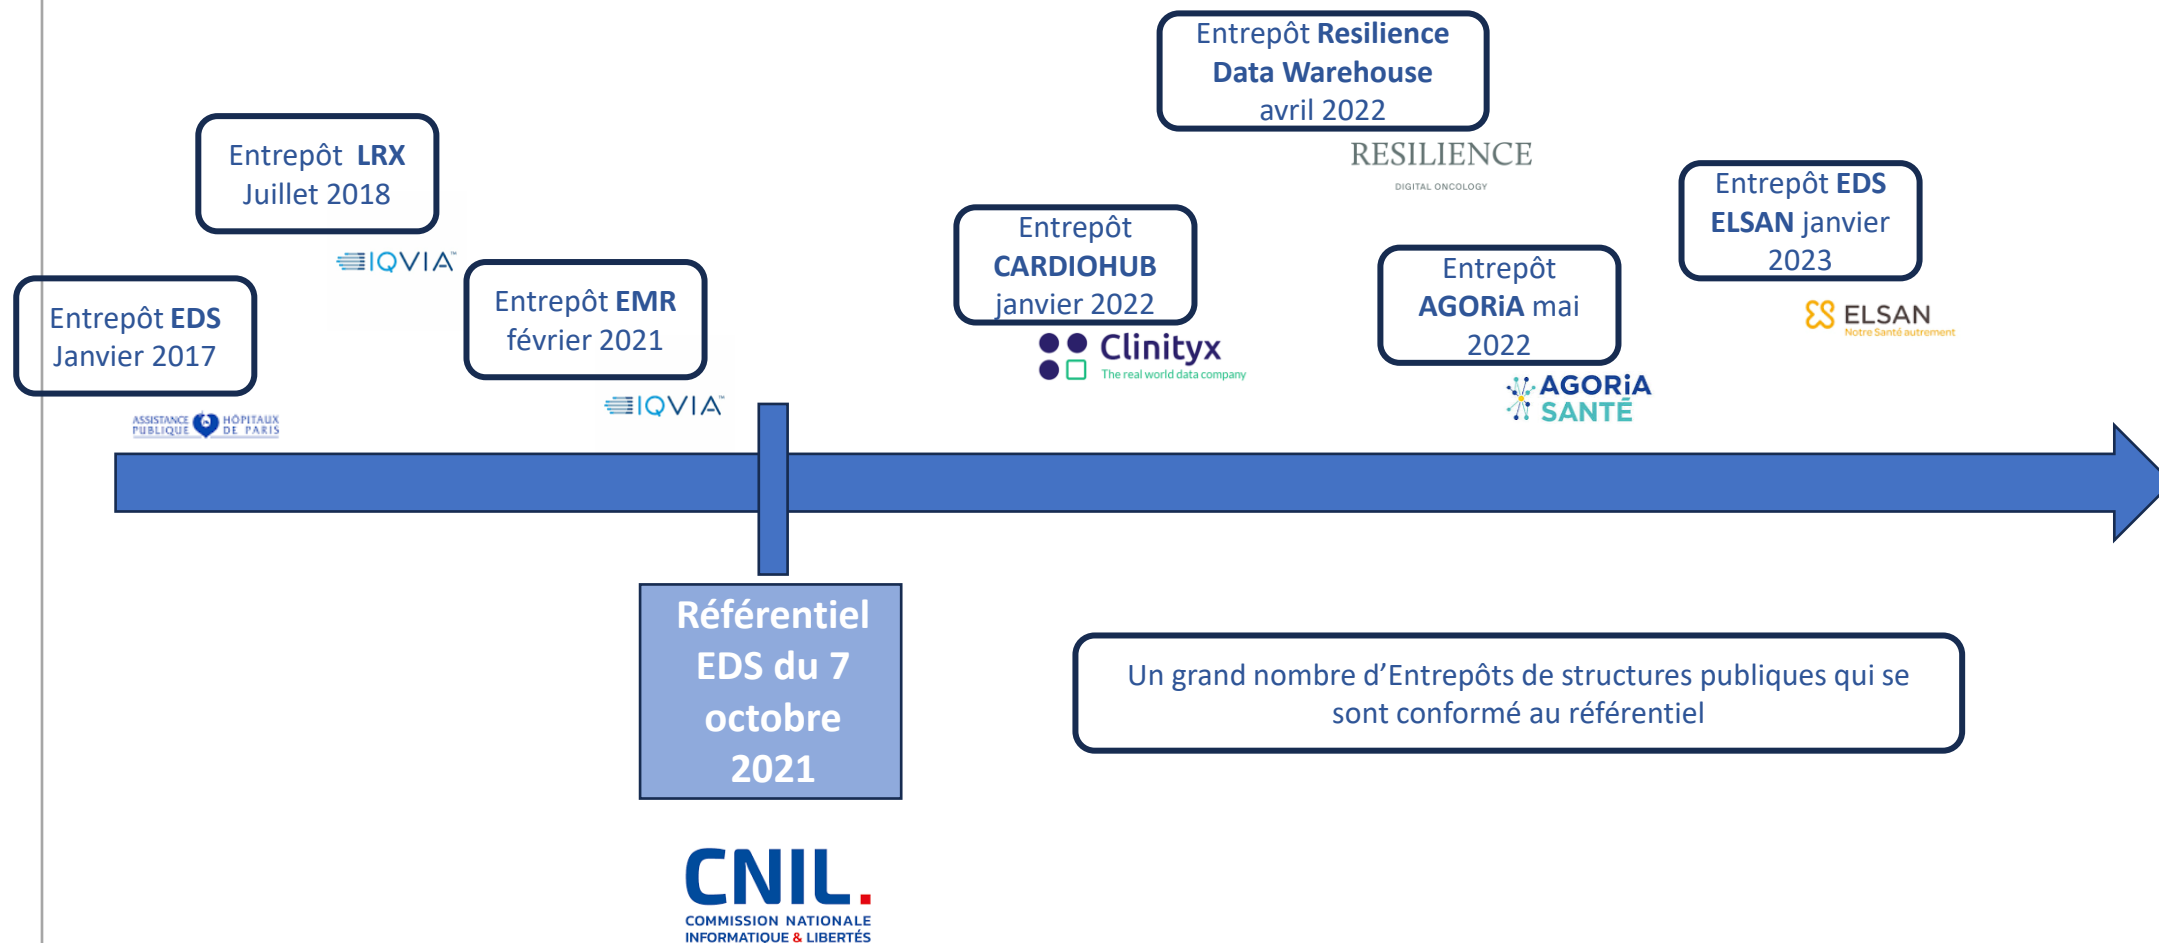 Entrepôt EDS
Janvier 2017
ASSISTANCE HÔPITAUX
PUBLIQUE DE PARIS
Entrepôt LRX
Juillet 2018
IQVIA™
Entrepôt EMR
février 2021
IQVIA™
Entrepôt
CARDIOHUB
janvier 2022
Clinityx
The real world data company
Entrepôt Resilience
Data Warehouse
avril 2022
RESILIENCE
DIGITAL ONCOLOGY
Entrepôt
AGORiA mai
2022
AGORiA
SANTÉ
Entrepôt EDS
ELSAN janvier
2023
ELSAN
Notre Santé autrement
Référentiel
EDS du 7
octobre
2021
CNIL.
COMMISSION NATIONALE
INFORMATIQUE & LIBERTÉS
Un grand nombre d’Entrepôts de structures publiques qui se
sont conformé au référentiel